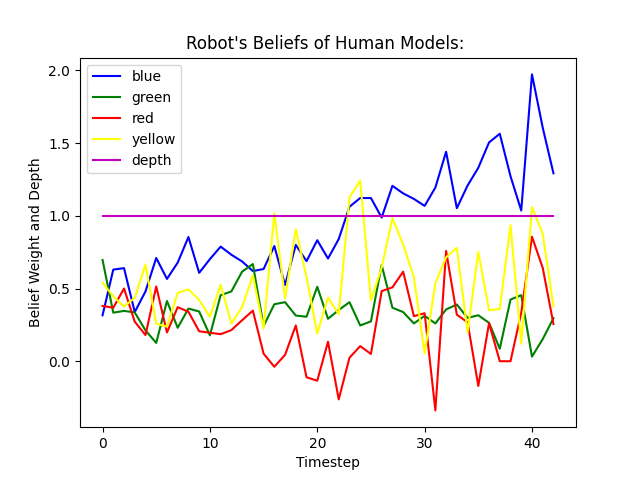 Robot's Beliefs of Human Models:
blue
green
red
yellow
depth
Belief Weight and Depth
2.0
1.5
1.0
0.5
0.0
0 10 20 30 40
Timestep